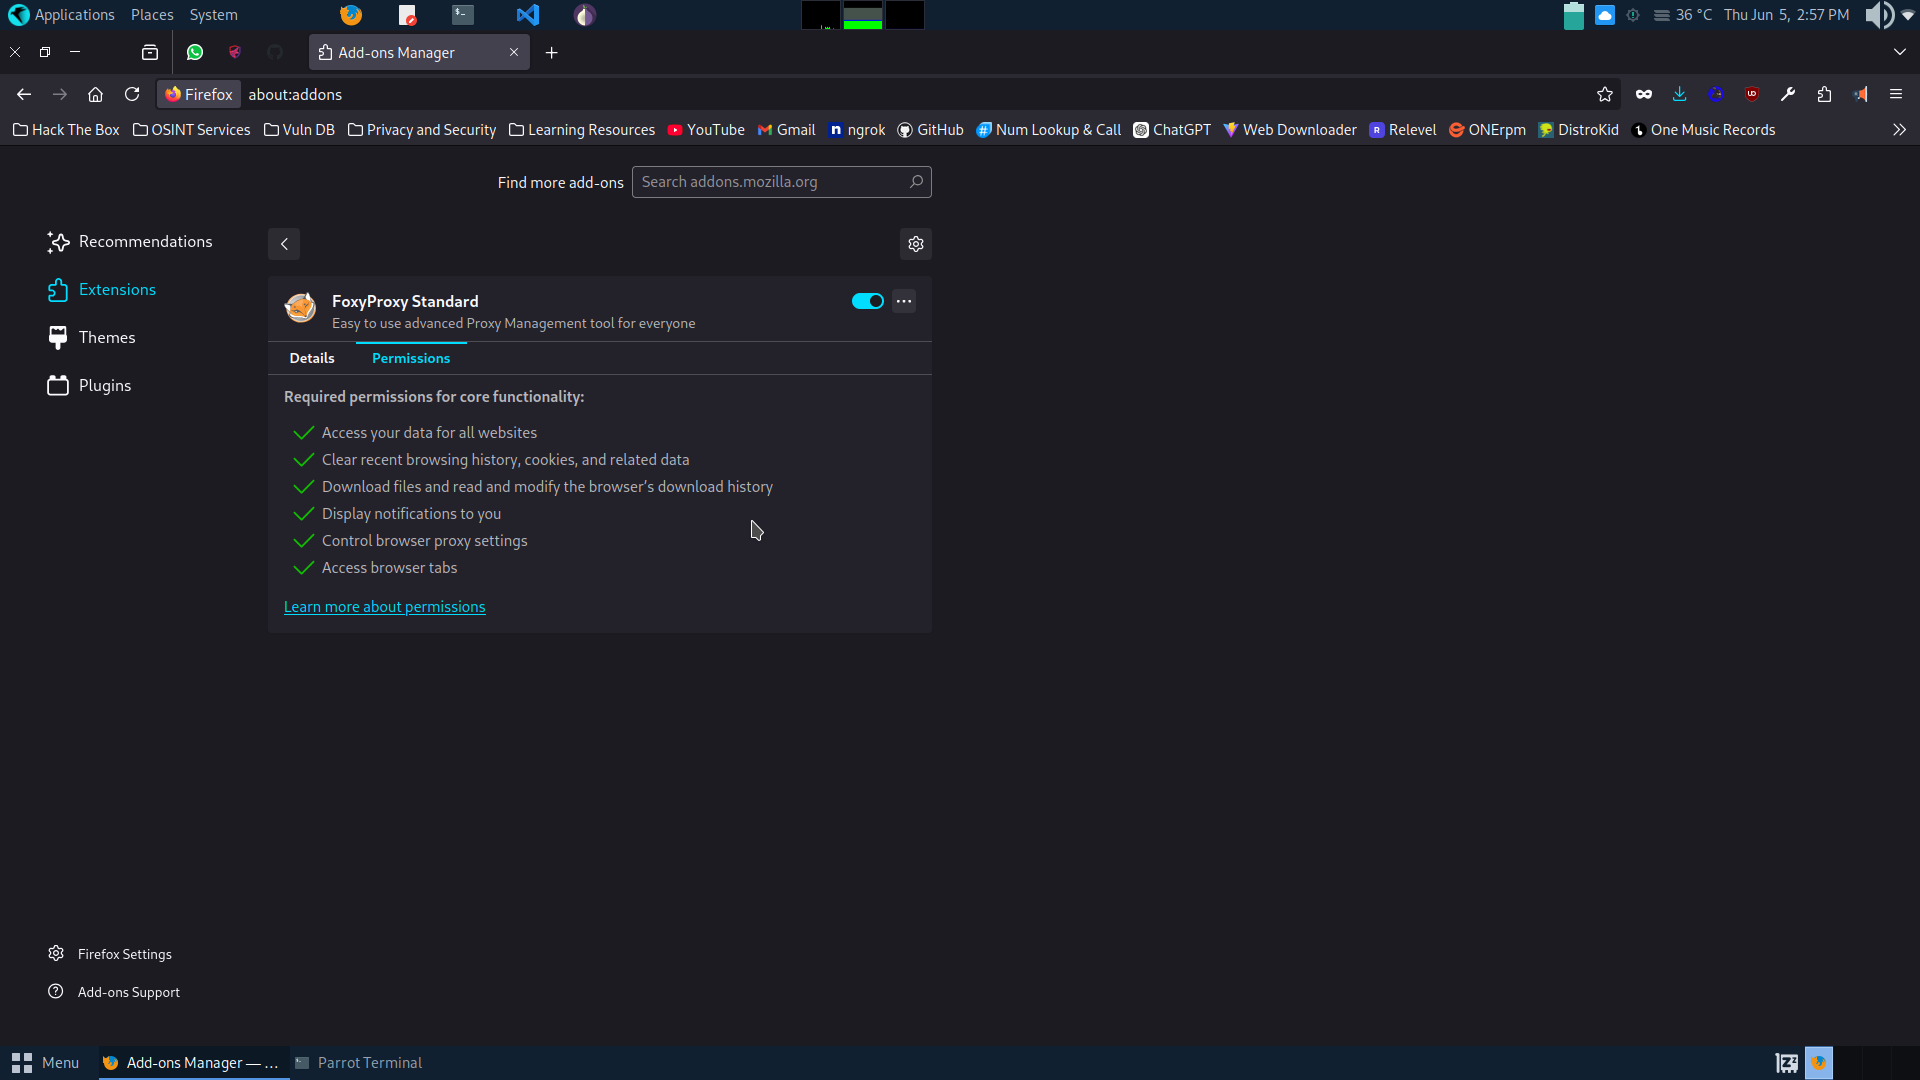 Applications Places System
36 °C Thu Jun 5, 2:57 PM
Add-ons Manager
Firefox about:addons
Hack The Box OSINT Services Vuln DB Privacy and Security Learning Resources YouTube Gmail ngrok GitHub Num Lookup & Call ChatGPT Web Downloader Relevel ONErpm DistroKid One Music Records
Find more add-ons Search addons.mozilla.org
Recommendations
Extensions
Themes
Plugins
FoxyProxy Standard
Easy to use advanced Proxy Management tool for everyone
Details Permissions
Required permissions for core functionality:
Access your data for all websites
Clear recent browsing history, cookies, and related data
Download files and read and modify the browser’s download history
Display notifications to you
Control browser proxy settings
Access browser tabs
Learn more about permissions
Firefox Settings
Add-ons Support
Menu Add-ons Manager — ... Parrot Terminal